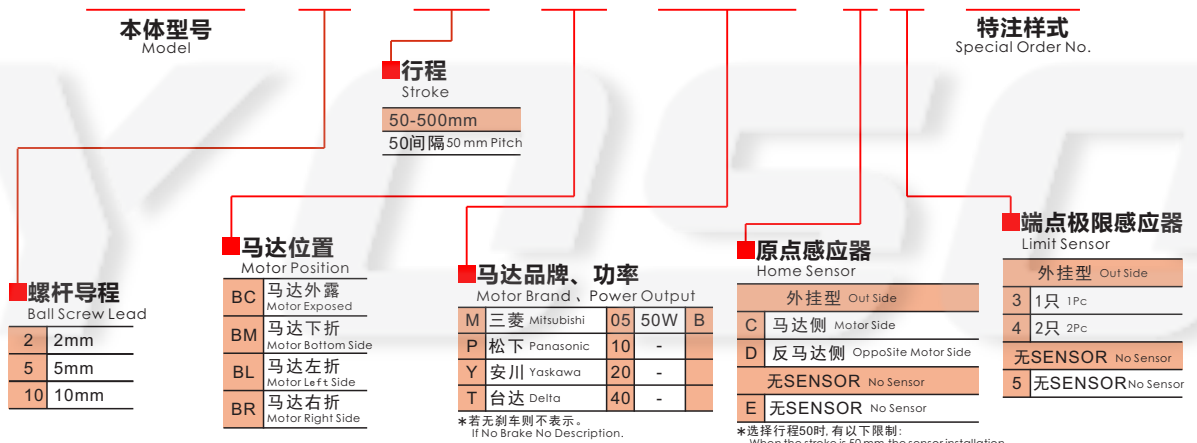 本体型号
Model
特注样式
Special Order No.
行程
Stroke
50-500mm
50间隔 50 mm Pitch
螺杆导程
Ball Screw Lead
2 2mm
5 5mm
10 10mm
马达位置
Motor Position
BC 马达外露
Motor Exposed
BM 马达下折
Motor Bottom Side
BL 马达左折
Motor Left Side
BR 马达右折
Motor Right Side
马达品牌、功率
Motor Brand 、Power Output
M 三菱 Mitsubishi 05 50W B
P 松下 Panasonic 10 -
Y 安川 Yaskawa 20 -
T 台达 Delta 40 -
*若无刹车则不表示。
If No Brake No Description.
原点感应器
Home Sensor
外挂型 Out Side
C 马达侧 Motor Side
D 反马达侧 OppoSite Motor Side
无SENSOR No Sensor
E 无SENSOR No Sensor
*选择行程50时, 有以下限制:
When the stroke is 50 mm, the sensor installation
端点极限感应器
Limit Sensor
外挂型 Out Side
3 1只 1Pc
4 2只 2Pc
无SENSOR No Sensor
5 无SENSOR No Sensor